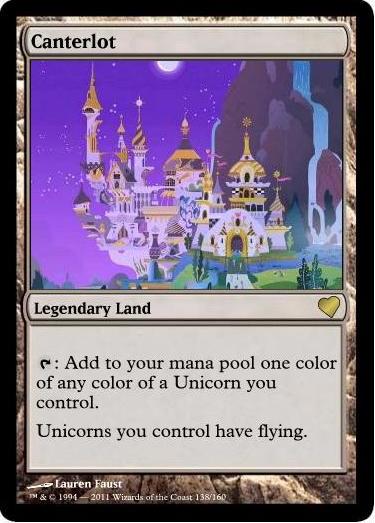 Canterlot
Legendary Land
: Add to your mana pool one color
of any color of a Unicorn you
control.
Unicorns you control have flying.
Lauren Faust
™ & © 1994 — 2011 Wizards of the Coast 138/160